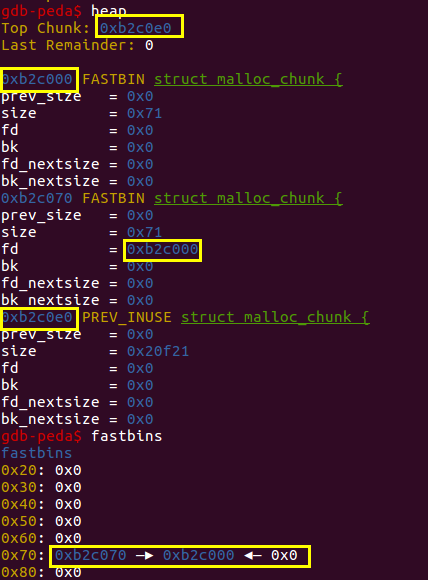 gdb-peda$ heap
Top Chunk: 0xb2c0e0
Last Remainder: 0
0xb2c000 FASTBIN struct malloc_chunk {
prev_size = 0x0
size = 0x71
fd = 0x0
bk = 0x0
fd_nextsize = 0x0
bk_nextsize = 0x0
0xb2c070 FASTBIN struct malloc_chunk {
prev_size = 0x0
size = 0x71
fd = 0xb2c000
bk = 0x0
fd_nextsize = 0x0
bk_nextsize = 0x0
0xb2c0e0 PREV_INUSE struct malloc_chunk {
prev_size = 0x0
size = 0x20f21
fd = 0x0
bk = 0x0
fd_nextsize = 0x0
bk_nextsize = 0x0
gdb-peda$ fastbins
fastbins
0x20: 0x0
0x30: 0x0
0x40: 0x0
0x50: 0x0
0x60: 0x0
0x70: 0xb2c070 —▸ 0xb2c000 ◂— 0x0
0x80: 0x0